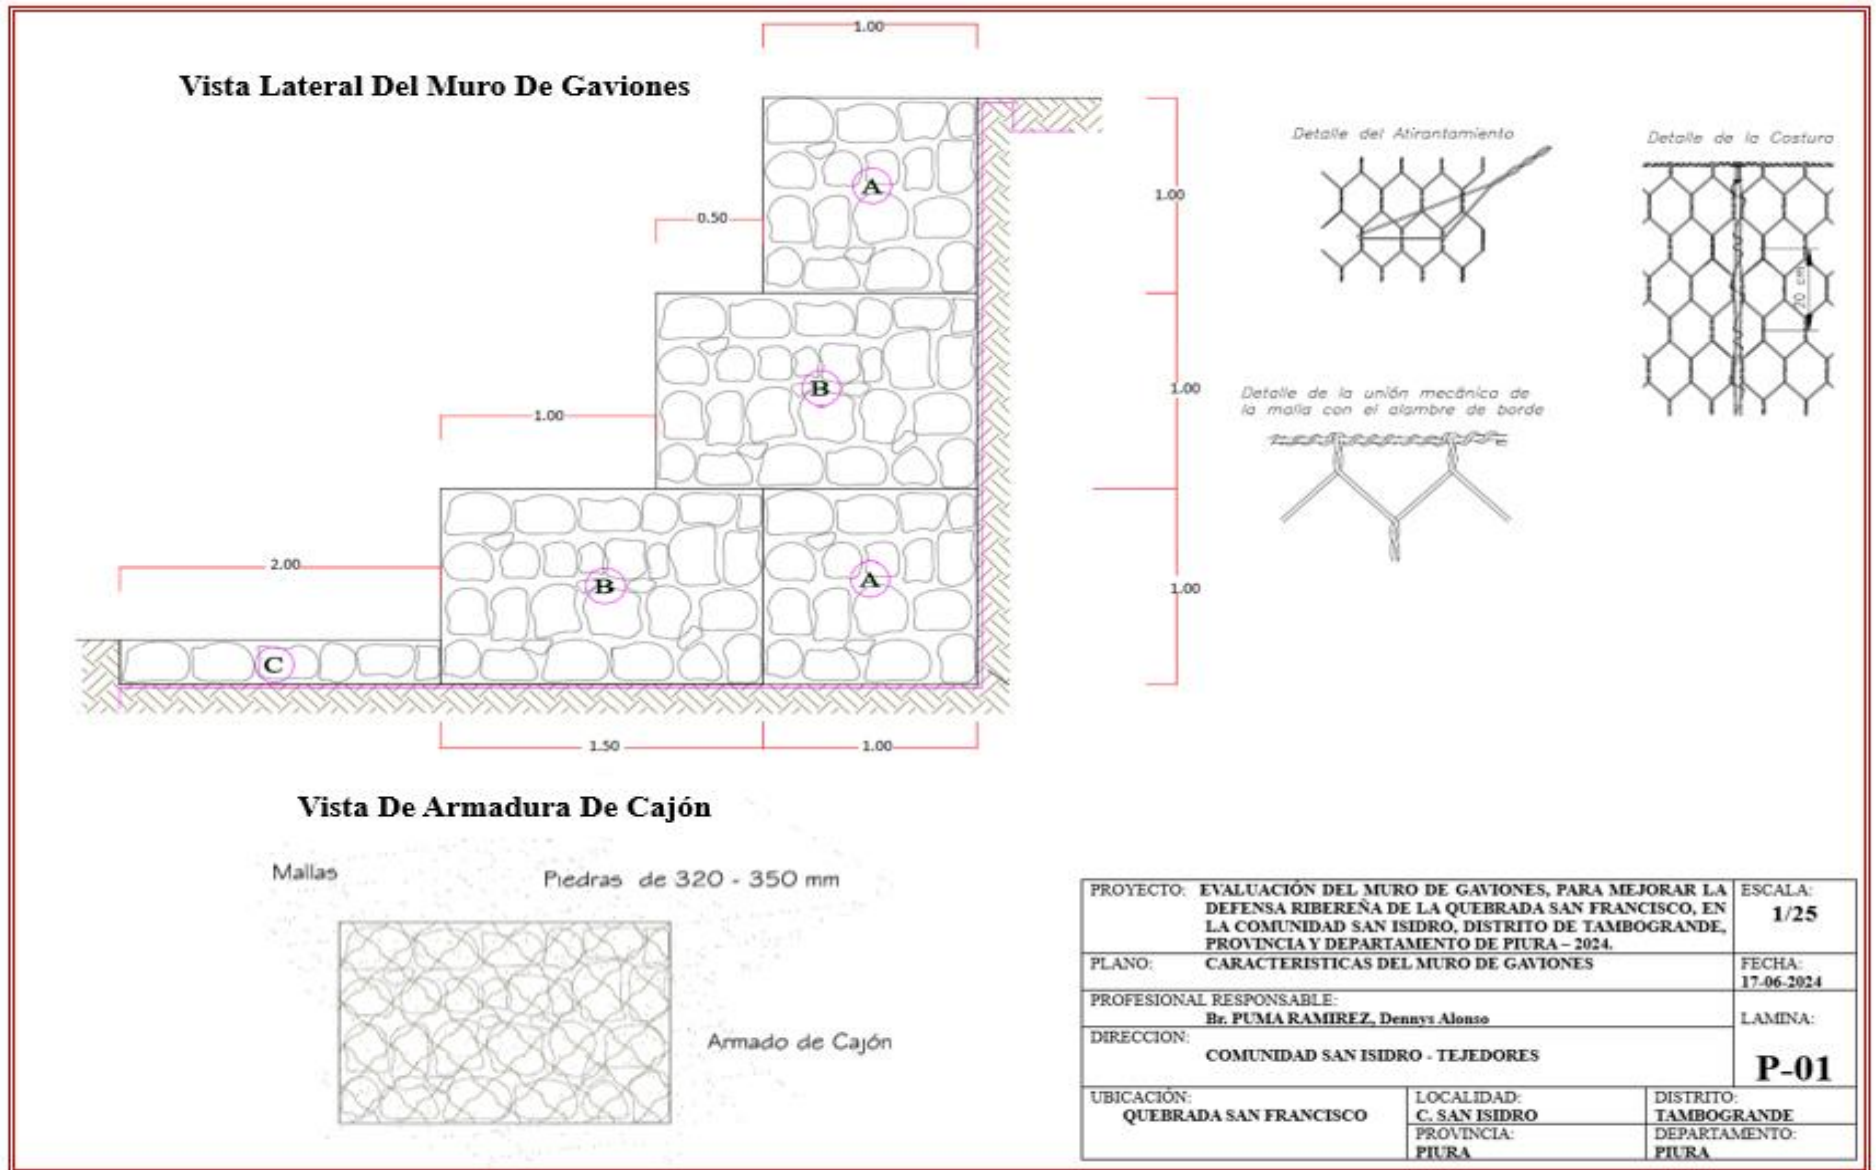 1.00
Vista Lateral Del Muro De Gaviones
A
0.50
1.00
B
1.00
1.00
B
A
2.00
C
1.00
1.50
1.00
Detalle del Atirantamiento
Detalle de la Costura
20 cm
Detalle de la unión mecánica de
la malla con el alambre de borde
Vista De Armadura De Cajón
Mallas
Piedras de 320 - 350 mm
Armado de Cajón
PROYECTO: EVALUACIÓN DEL MURO DE GAVIONES, PARA MEJORAR LA
DEFENSA RIBEREÑA DE LA QUEBRADA SAN FRANCISCO, EN
LA COMUNIDAD SAN ISIDRO, DISTRITO DE TAMBOGRANDE,
PROVINCIA Y DEPARTAMENTO DE PIURA – 2024.
ESCALA:
1/25
PLANO: CARACTERISTICAS DEL MURO DE GAVIONES
FECHA:
17-06-2024
PROFESIONAL RESPONSABLE:
Br. PUMA RAMIREZ, Dennys Alonso
LAMINA:
P-01
DIRECCION:
COMUNIDAD SAN ISIDRO - TEJEDORES
UBICACIÓN:
QUEBRADA SAN FRANCISCO
LOCALIDAD:
C. SAN ISIDRO
DISTRITO:
TAMBOGRANDE
PROVINCIA:
PIURA
DEPARTAMENTO:
PIURA